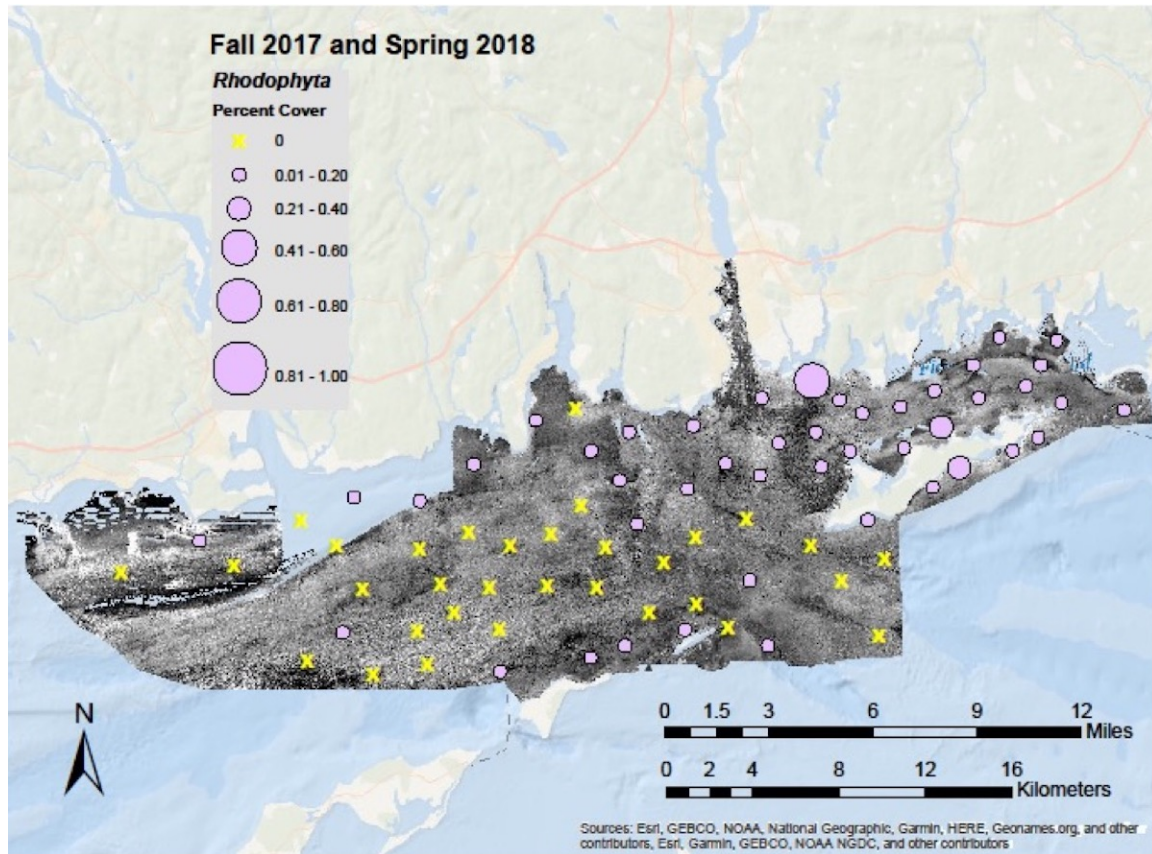 Fall 2017 and Spring 2018
Rhodophyta
Percent Cover
X 0
0.01 - 0.20
0.21 - 0.40
0.41 - 0.60
0.61 - 0.80
0.81 - 1.00
N
0 1.5 3 6 9 12
Miles
0 2 4 8 12 16
Kilometers
Sources: Esri, GEBCO, NOAA, National Geographic, Garmin, HERE, Geonames.org, and other
contributors, Esri, Garmin, GEBCO, NOAA NGDC, and other contributors